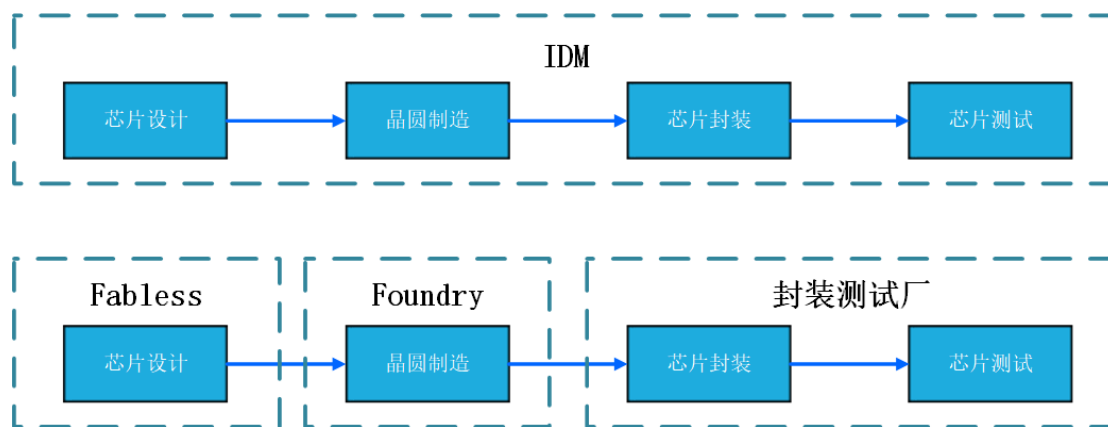 IDM
芯片设计
晶圆制造
芯片封装
芯片测试
Fabless
Foundry
封装测试厂
芯片设计
晶圆制造
芯片封装
芯片测试